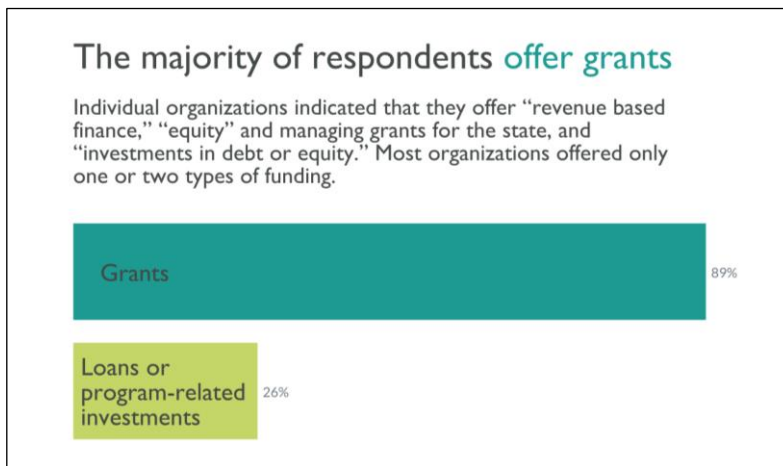 The majority of respondents offer grants
Individual organizations indicated that they offer “revenue based
finance,” “equity” and managing grants for the state, and
“investments in debt or equity.” Most organizations offered only
one or two types of funding.
Grants
89%
Loans or
program-related
investments
26%